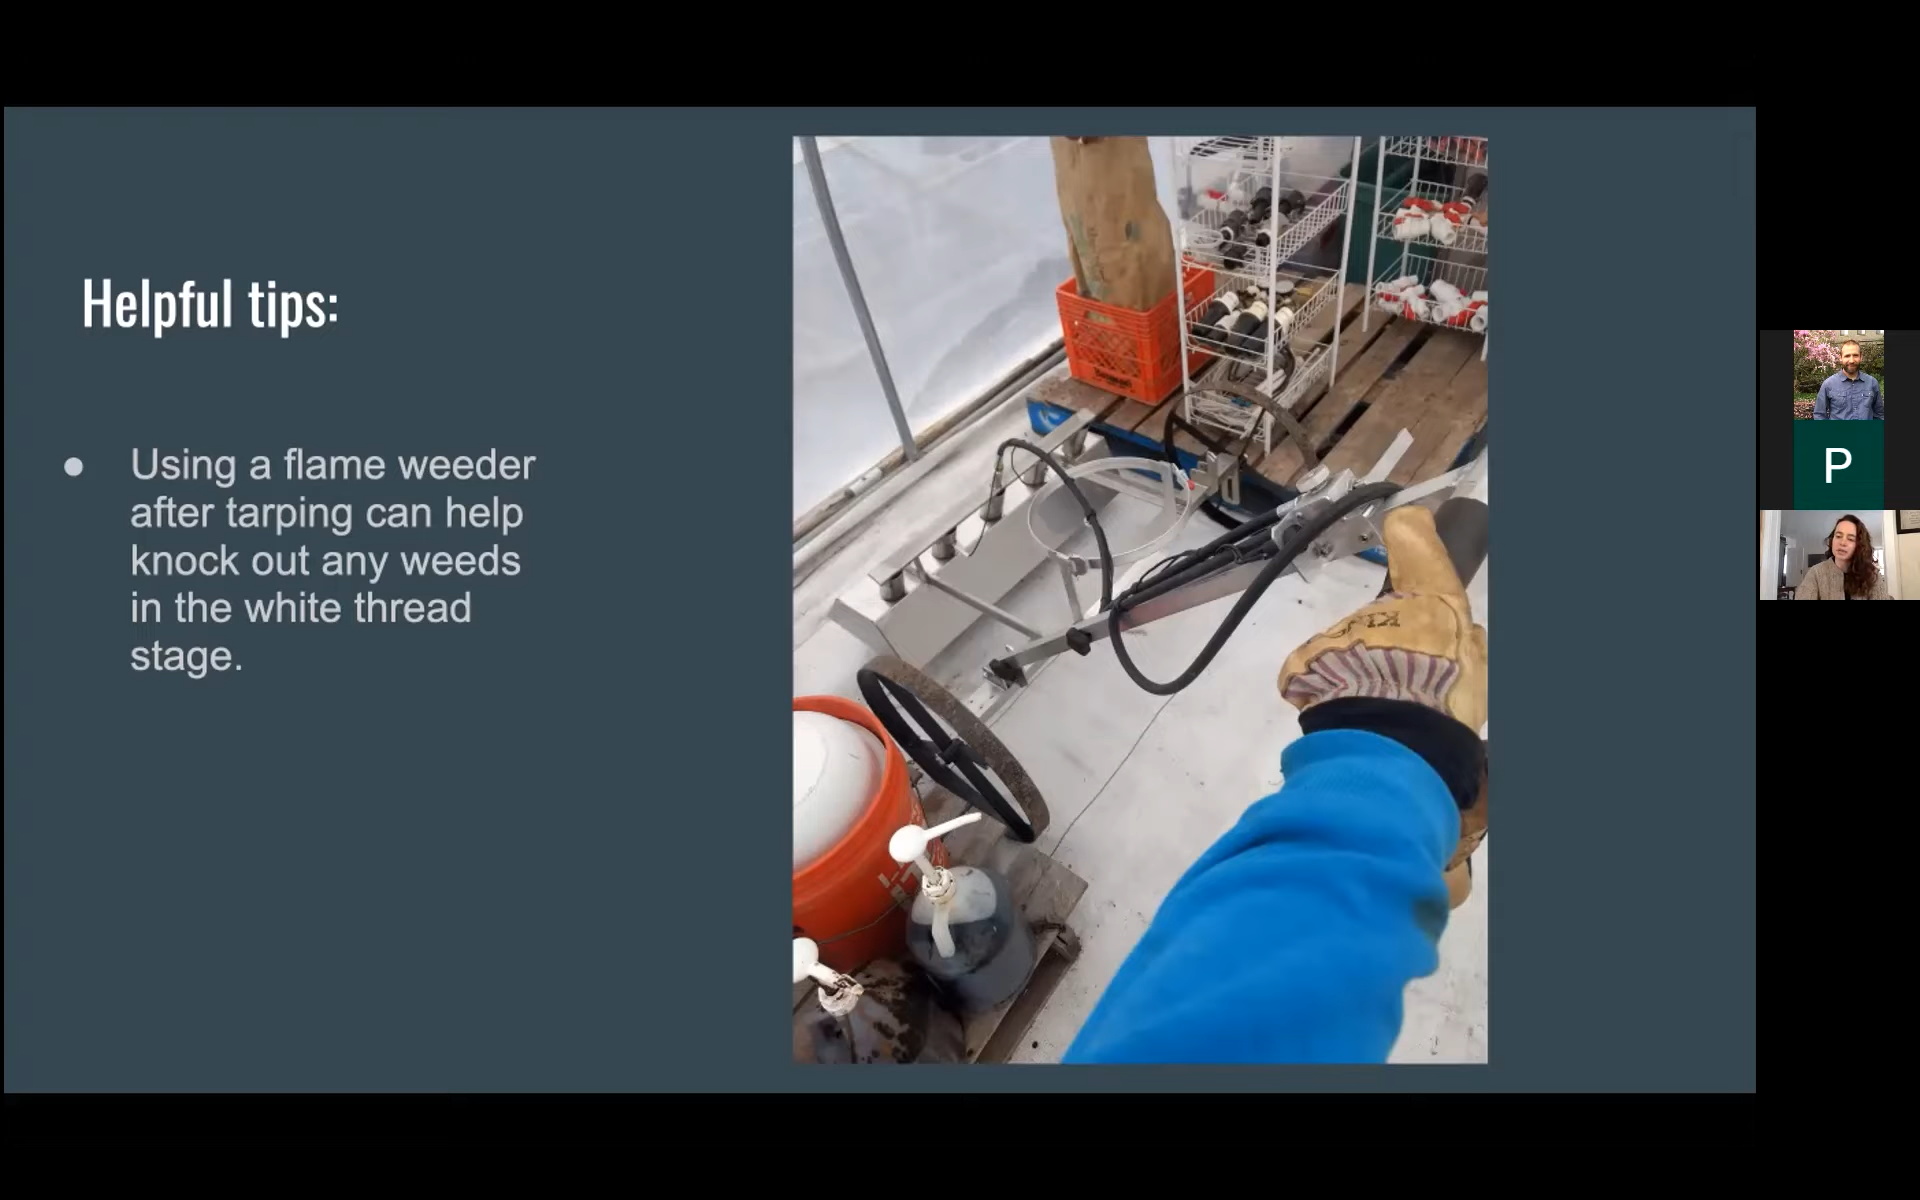 Helpful tips:
Using a flame weeder
after tarping can help
knock out any weeds
in the white thread
stage.
P